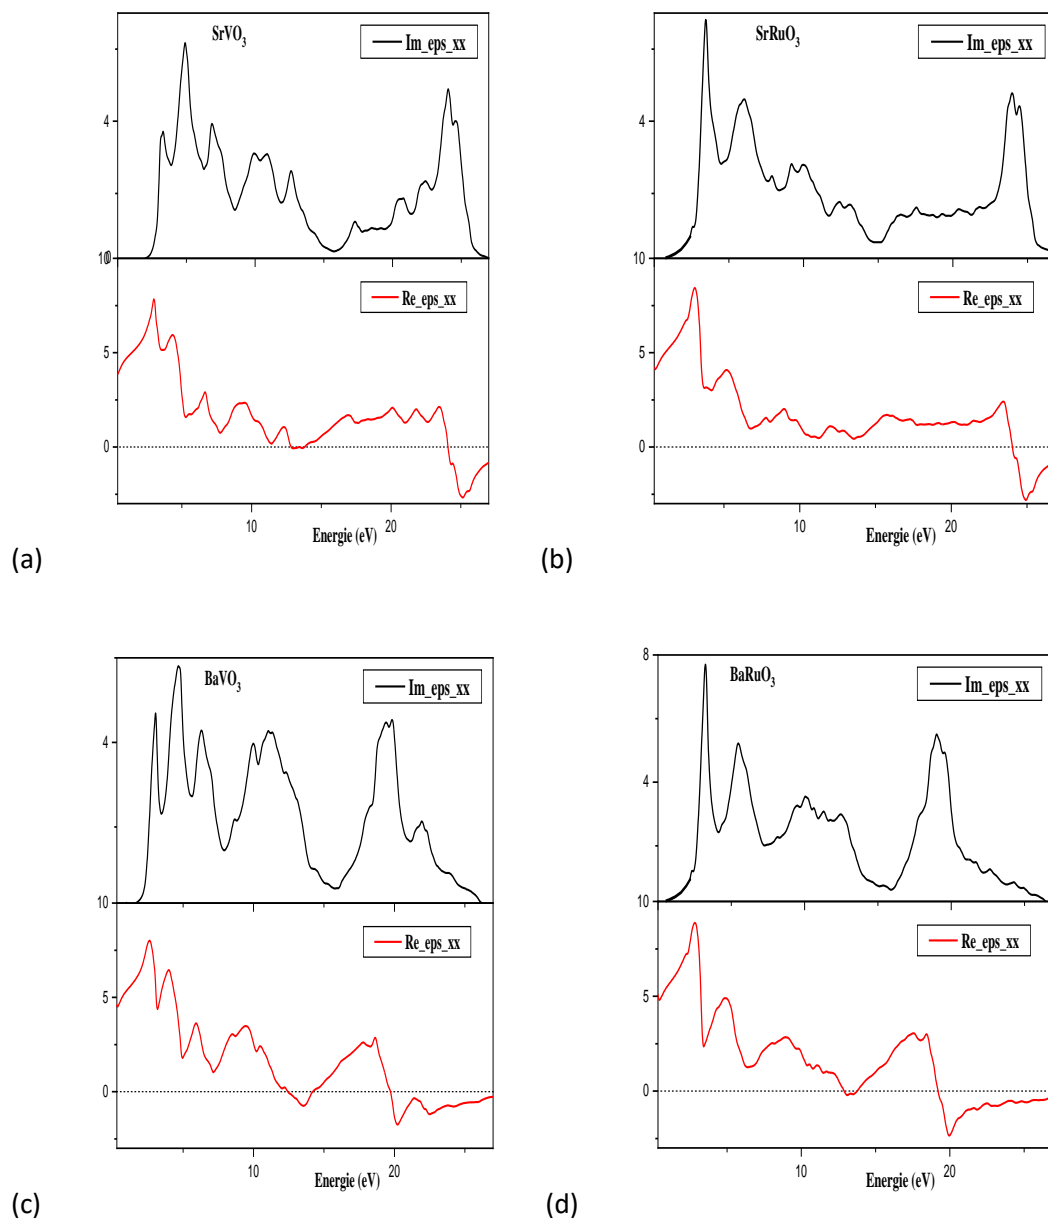 SrVO3
Im_eps_xx
4
10
0
Re_eps_xx
5
0
10
20
Energie (eV)
(a)
SrRuO3
Im_eps_xx
4
10
Re_eps_xx
5
0
10
20
Energie (eV)
(b)
BaVO3
Im_eps_xx
4
10
Re_eps_xx
5
0
10
20
Energie (eV)
(c)
BaRuO3
8
Im_eps_xx
4
10
Re_eps_xx
5
0
10
20
Energie (eV)
(d)